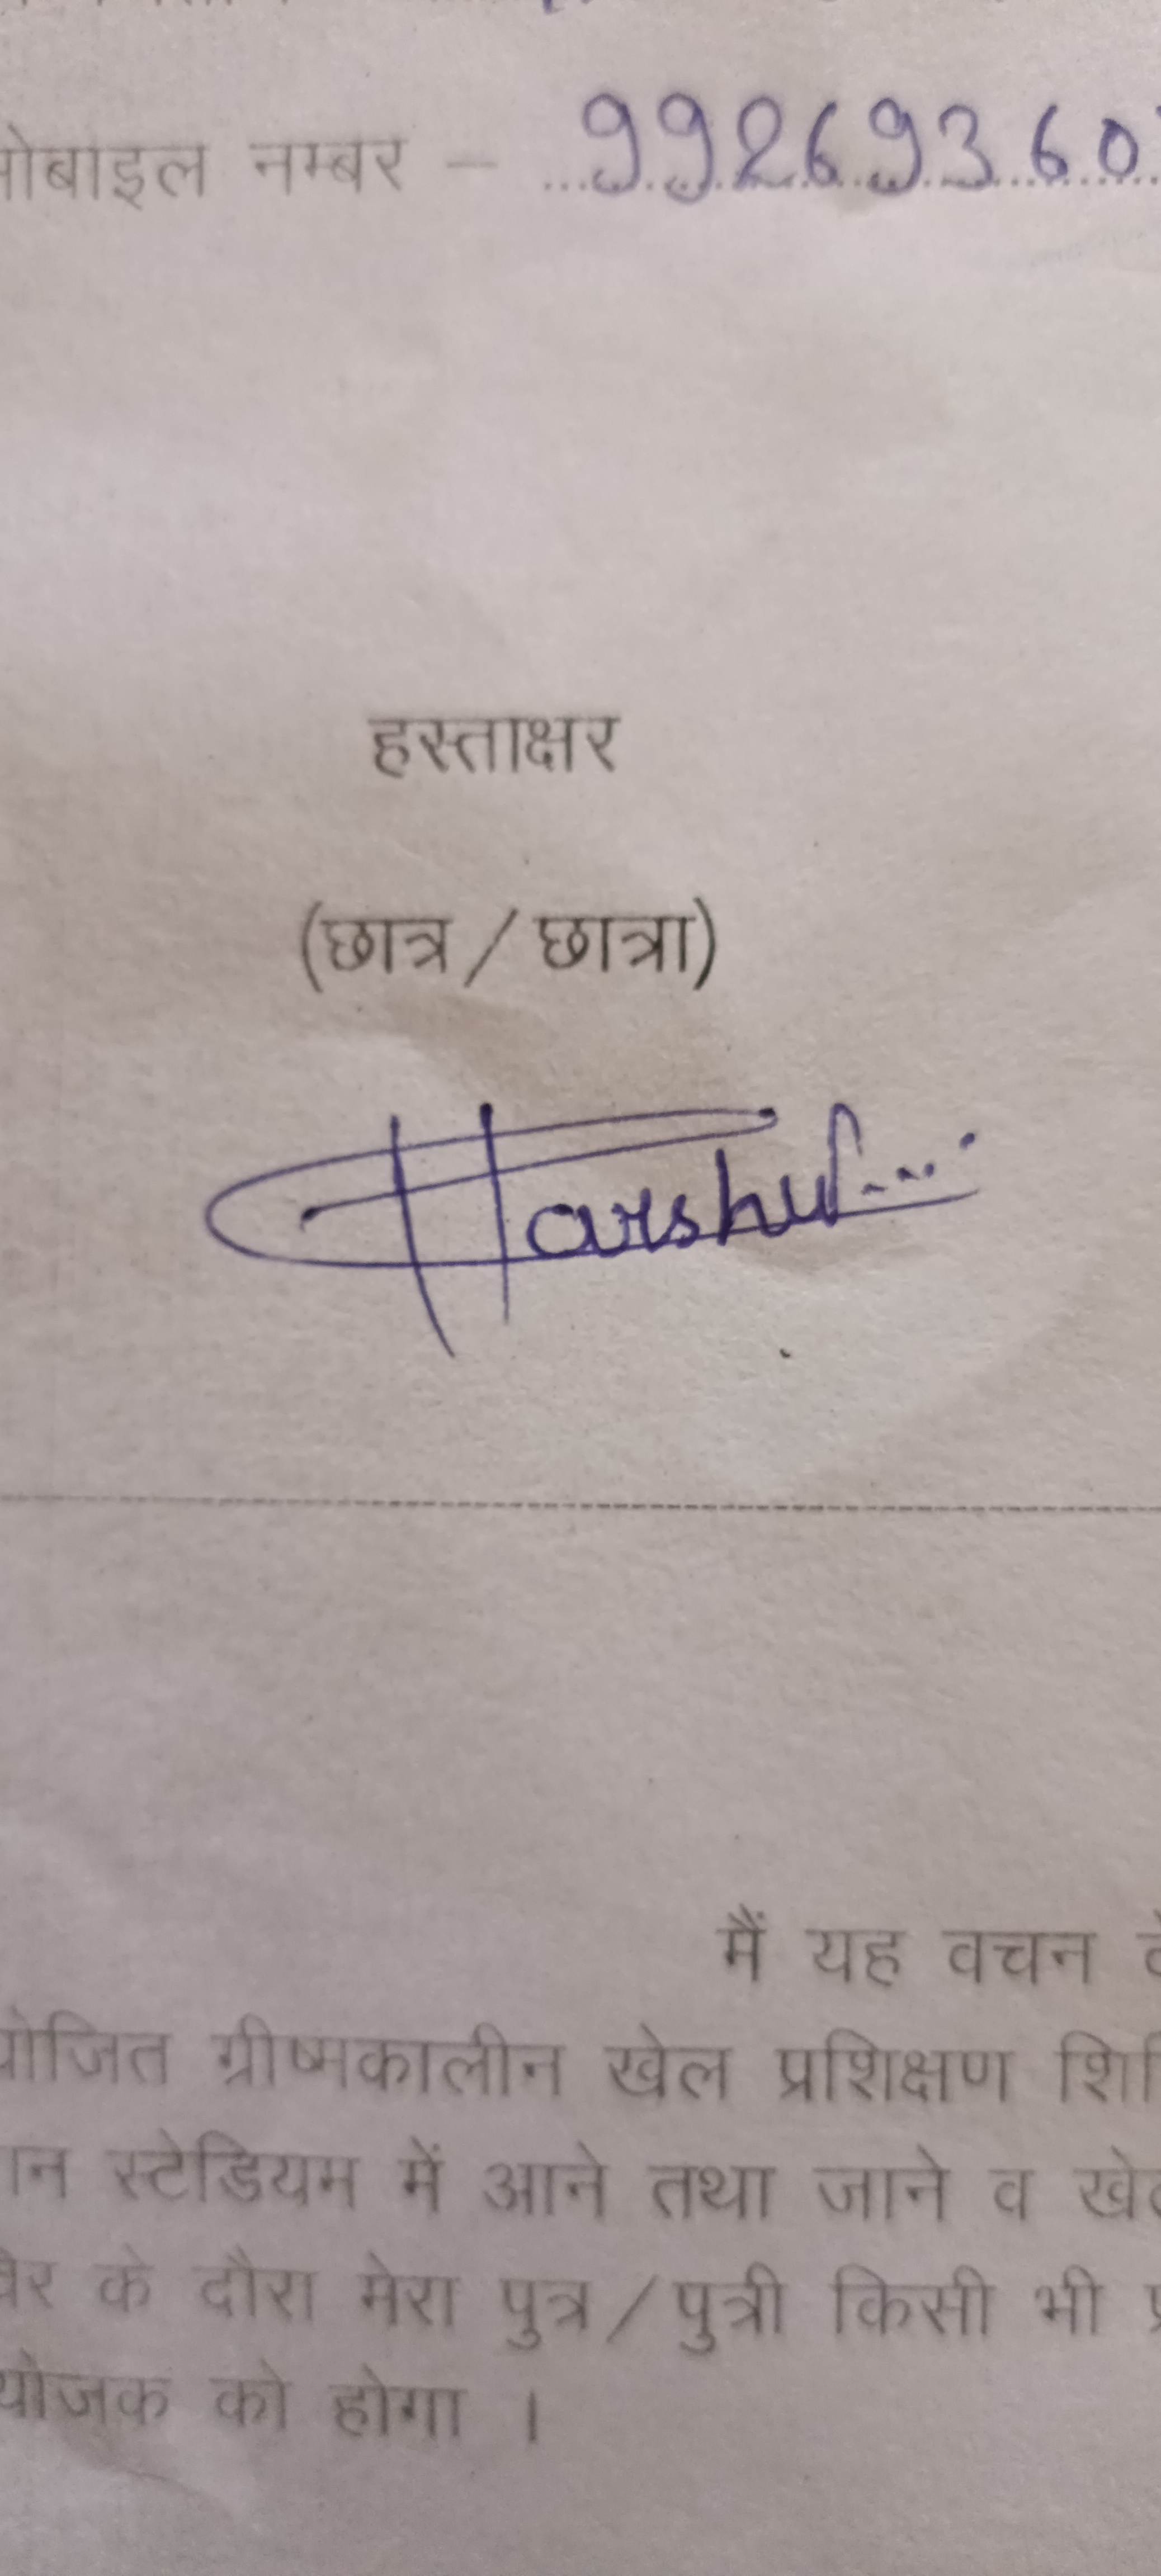 मोबाइल नम्बर – 99269360
हस्ताक्षर
(छात्र / छात्रा)
Harshul
मैं यह वचन
योजित ग्रीष्मकालीन खेल प्रशिक्षण
स्टेडियम में आने तथा जाने व
के दौरा मेरा पुत्र / पुत्री किसी भी
योजक को होगा ।